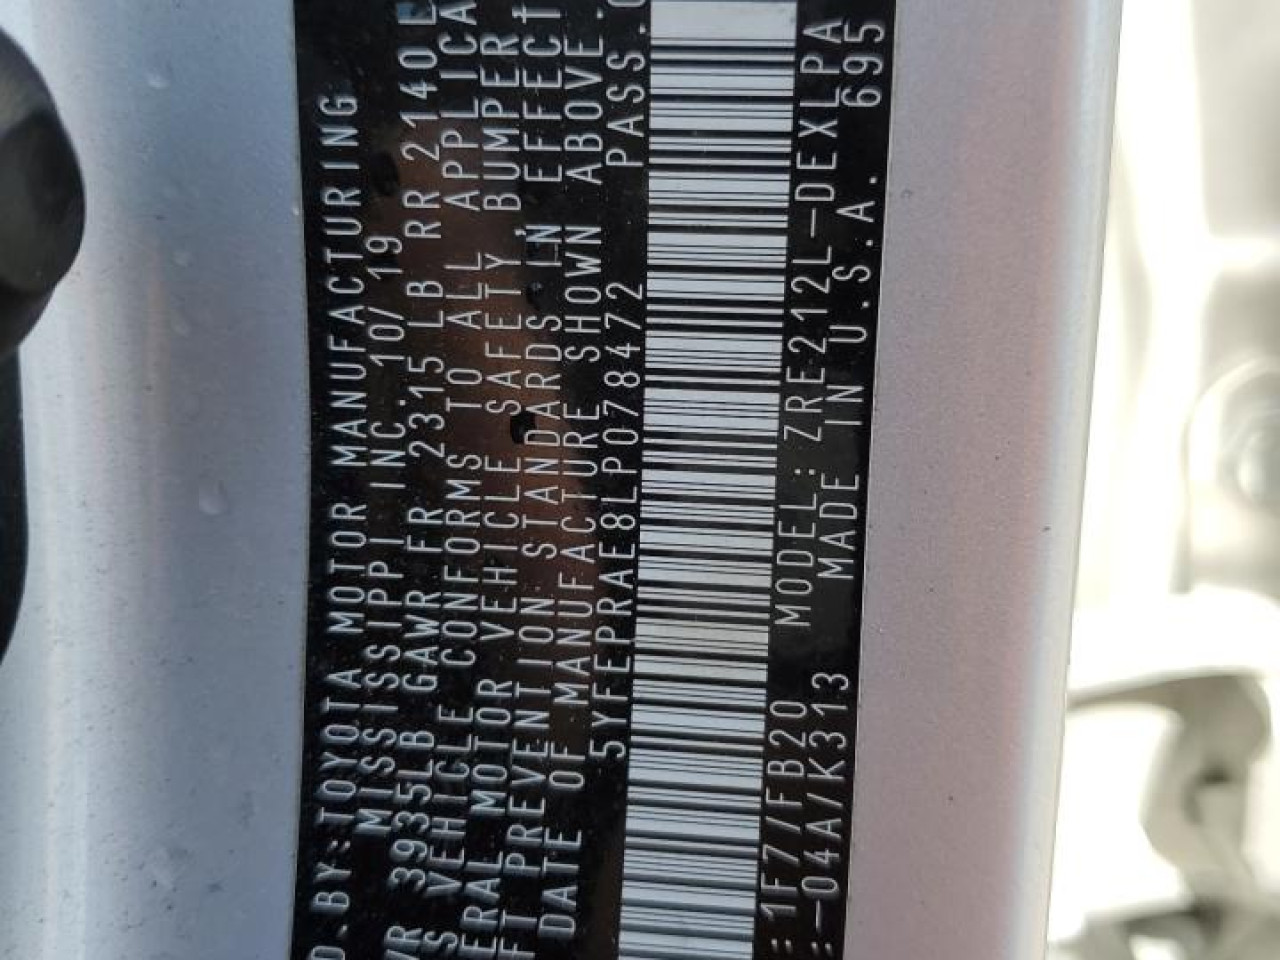 D.BY:TOYOTA MOTOR MANUFACTURING
MISSISSIPPI INC. 10/19
VR 3935LB GAWR FR 2315 LB RR 2140 L
S VEHICLE CONFORMS TO ALL APPLICA
ERAL MOTOR VEHICLE SAFETY, BUMPER
FT PREVENTION STANDARDS IN EFFECT
DATE OF MANUFACTURE SHOWN ABOVE.
5YFEPRAE8LP078472 PASS.
:1F7/FB20 MODEL:ZRE212L-DEXLPA
:-04A/K313 MADE IN U.S.A. 695